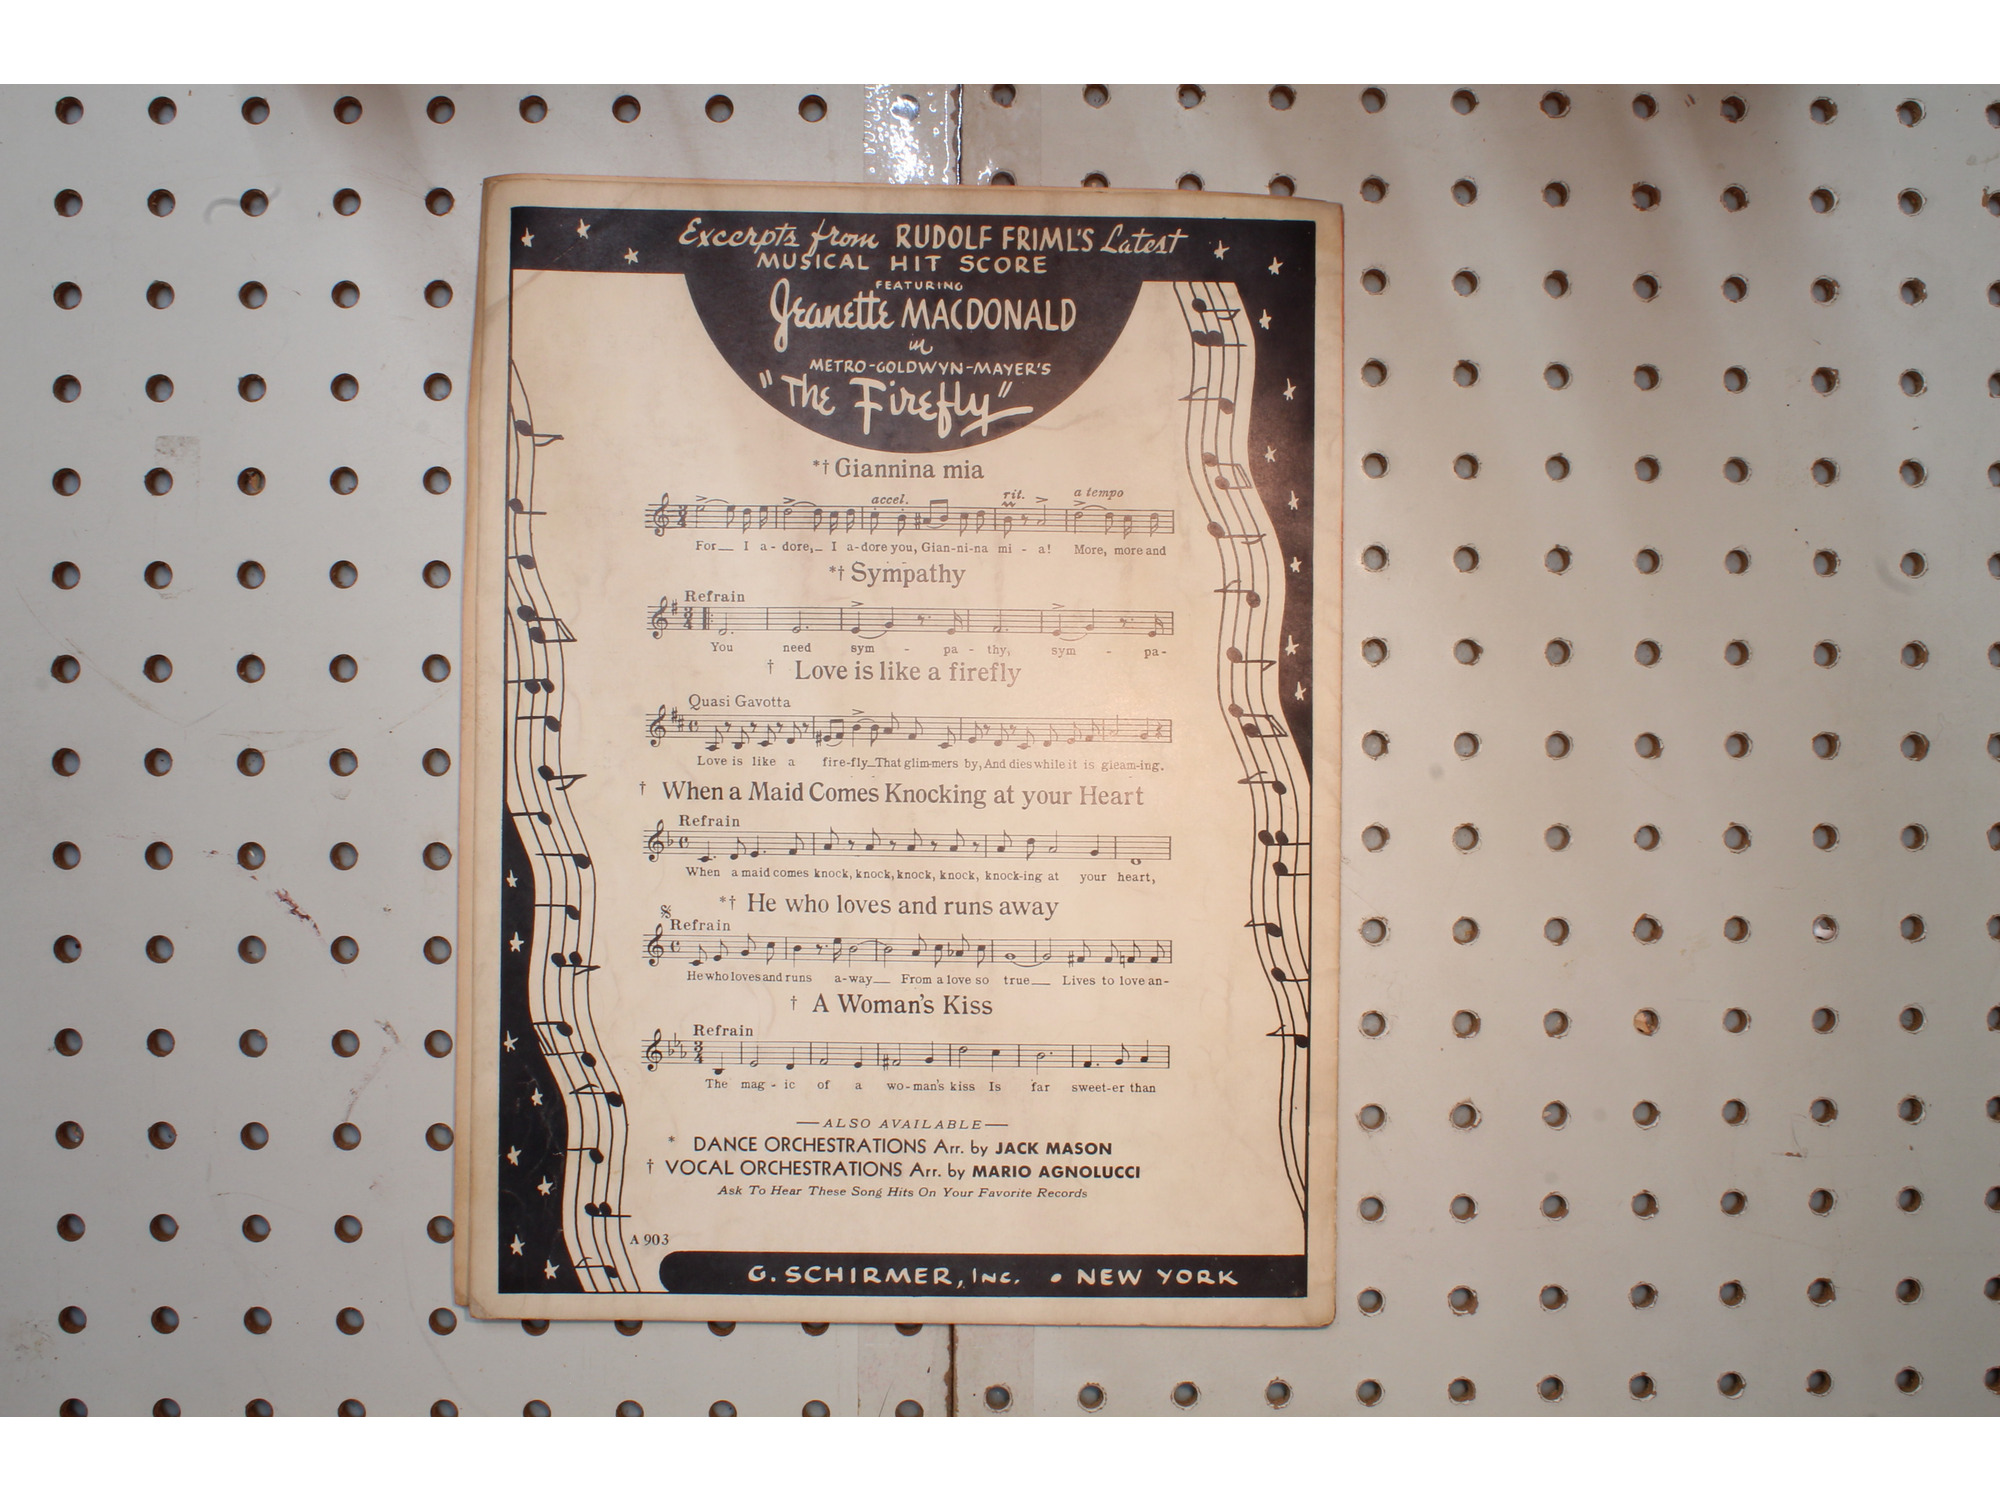 Excerpts from RUDOLF FRIML'S Latest
MUSICAL HIT SCORE
FEATURING
Jeanette MACDONALD
in
METRO-GOLDWYN-MAYER'S
"The Firefly"
*† Giannina mia
accel. rit. a tempo
For__ I a - dore,_ I a-dore you, Gian-ni-na mi - a! More, more and
*† Sympathy
Refrain
You need sym - pa - thy, sym - pa-
† Love is like a firefly
Quasi Gavotta
Love is like a fire-fly_That glim-mers by, And dies while it is gleam-ing.
† When a Maid Comes Knocking at your Heart
Refrain
When a maid comes knock, knock, knock, knock, knock-ing at your heart,
*† He who loves and runs away
Refrain
He who loves and runs a-way__ From a love so true__ Lives to love an-
† A Woman's Kiss
Refrain
The mag - ic of a wo-man's kiss Is far sweet-er than
—ALSO AVAILABLE—
* DANCE ORCHESTRATIONS Arr. by JACK MASON
† VOCAL ORCHESTRATIONS Arr. by MARIO AGNOLUCCI
Ask To Hear These Song Hits On Your Favorite Records
A 903
G. SCHIRMER, INC. • NEW YORK